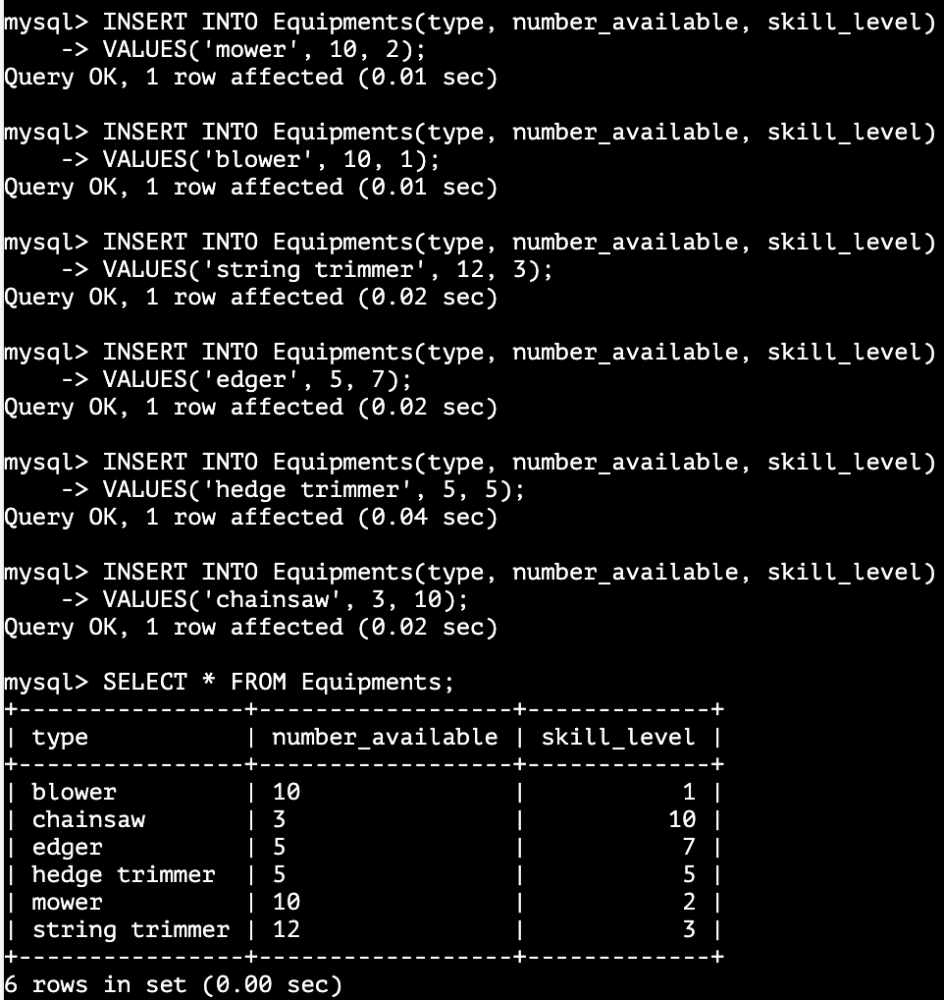 mysql> INSERT INTO Equipments(type, number_available, skill_level)
    -> VALUES('mower', 10, 2);
Query OK, 1 row affected (0.01 sec)

mysql> INSERT INTO Equipments(type, number_available, skill_level)
    -> VALUES('blower', 10, 1);
Query OK, 1 row affected (0.01 sec)

mysql> INSERT INTO Equipments(type, number_available, skill_level)
    -> VALUES('string trimmer', 12, 3);
Query OK, 1 row affected (0.02 sec)

mysql> INSERT INTO Equipments(type, number_available, skill_level)
    -> VALUES('edger', 5, 7);
Query OK, 1 row affected (0.02 sec)

mysql> INSERT INTO Equipments(type, number_available, skill_level)
    -> VALUES('hedge trimmer', 5, 5);
Query OK, 1 row affected (0.04 sec)

mysql> INSERT INTO Equipments(type, number_available, skill_level)
    -> VALUES('chainsaw', 3, 10);
Query OK, 1 row affected (0.02 sec)

mysql> SELECT * FROM Equipments;
+----------------+------------------+-------------+
| type           | number_available | skill_level |
+----------------+------------------+-------------+
| blower         | 10               |           1 |
| chainsaw       | 3                |          10 |
| edger          | 5                |           7 |
| hedge trimmer  | 5                |           5 |
| mower          | 10               |           2 |
| string trimmer | 12               |           3 |
+----------------+------------------+-------------+
6 rows in set (0.00 sec)